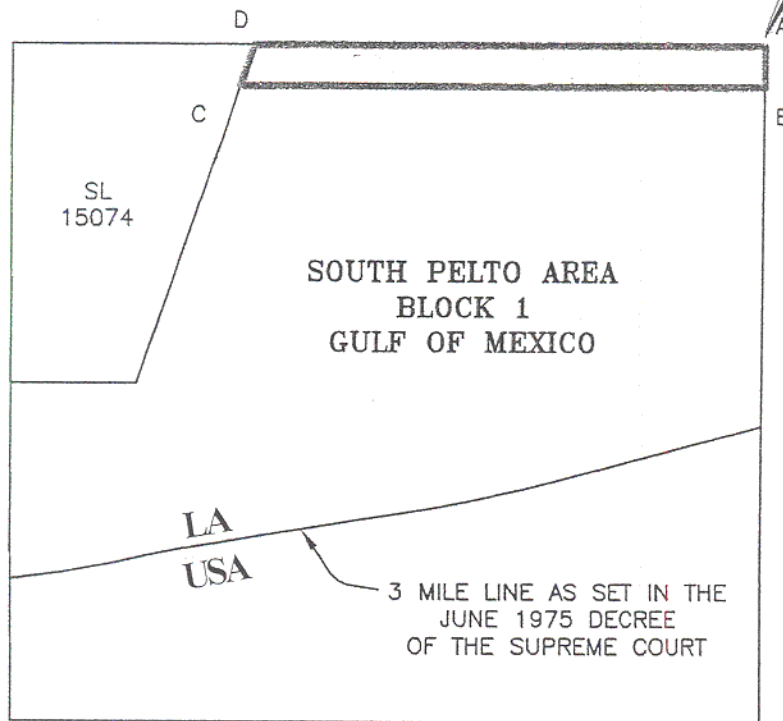 D
A
C
B
SL
15074
SOUTH PELTO AREA
BLOCK 1
GULF OF MEXICO
LA
USA
3 MILE LINE AS SET IN THE
JUNE 1975 DECREE
OF THE SUPREME COURT